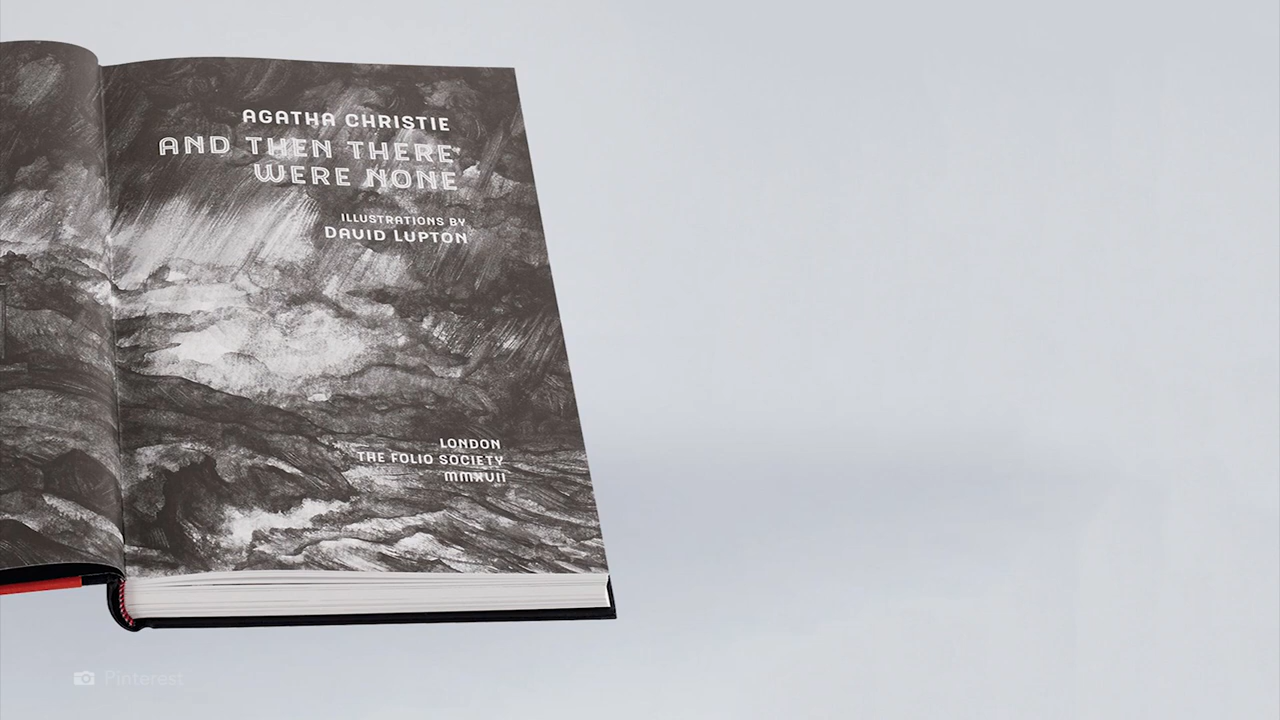 AGATHA CHRISTIE
AND THEN THERE
WERE NONE
ILLUSTRATIONS BY
DAVID LUPTON
LONDON
THE FOLIO SOCIETY
MMXVII
Pinterest